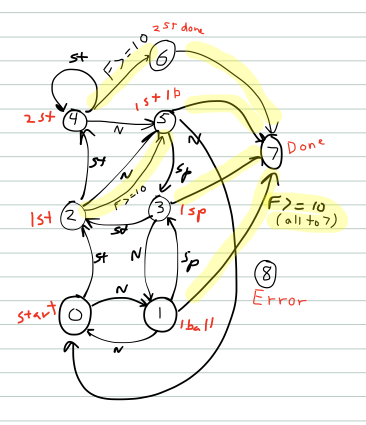 2st done
6
F>=10
st
1st 1b
2st
4
N
5
N
Done
7
st
N
F>=10
sp
1st
2
3
1sp
st
F>=10
(all to 7)
st
N
sp
8
Error
start
0
N
1
1ball
N